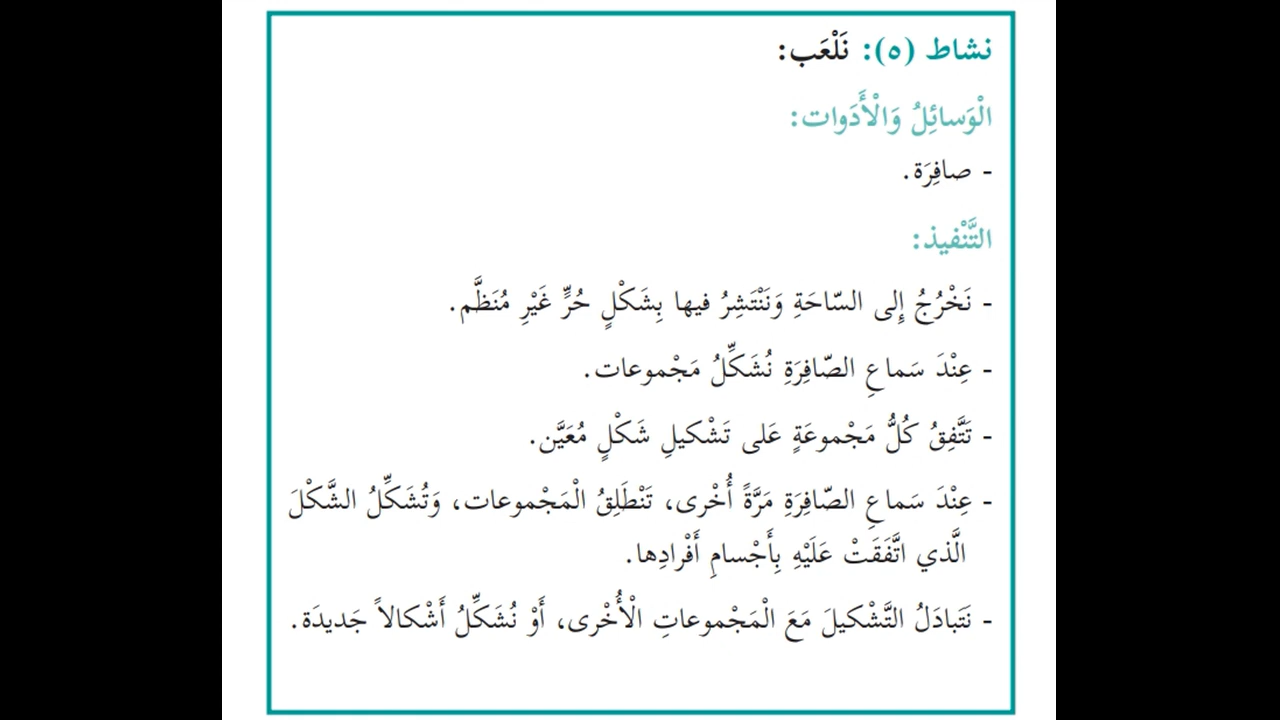 نشاط (٥): نَلْعَب:
الْوَسائِلُ وَالْأَدَوات:
- صافِرَة.
التَّنْفيذ:
- نَخْرُجُ إِلى السّاحَةِ وَنَنْتَشِرُ فيها بِشَكْلٍ حُرٍّ غَيْرِ مُنَظَّم.
- عِنْدَ سَماعِ الصّافِرَةِ نُشَكِّلُ مَجْموعات.
- تَتَّفِقُ كُلُّ مَجْموعَةٍ عَلى تَشْكيلِ شَكْلٍ مُعَيَّن.
- عِنْدَ سَماعِ الصّافِرَةِ مَرَّةً أُخْرى، تَنْطَلِقُ الْمَجْموعات، وَتُشَكِّلُ الشَّكْلَ
الَّذي اتَّفَقَتْ عَلَيْهِ بِأَجْسامِ أَفْرادِها.
- نَتَبادَلُ التَّشْكيلَ مَعَ الْمَجْموعاتِ الْأُخْرى، أَوْ نُشَكِّلُ أَشْكالاً جَديدَة.